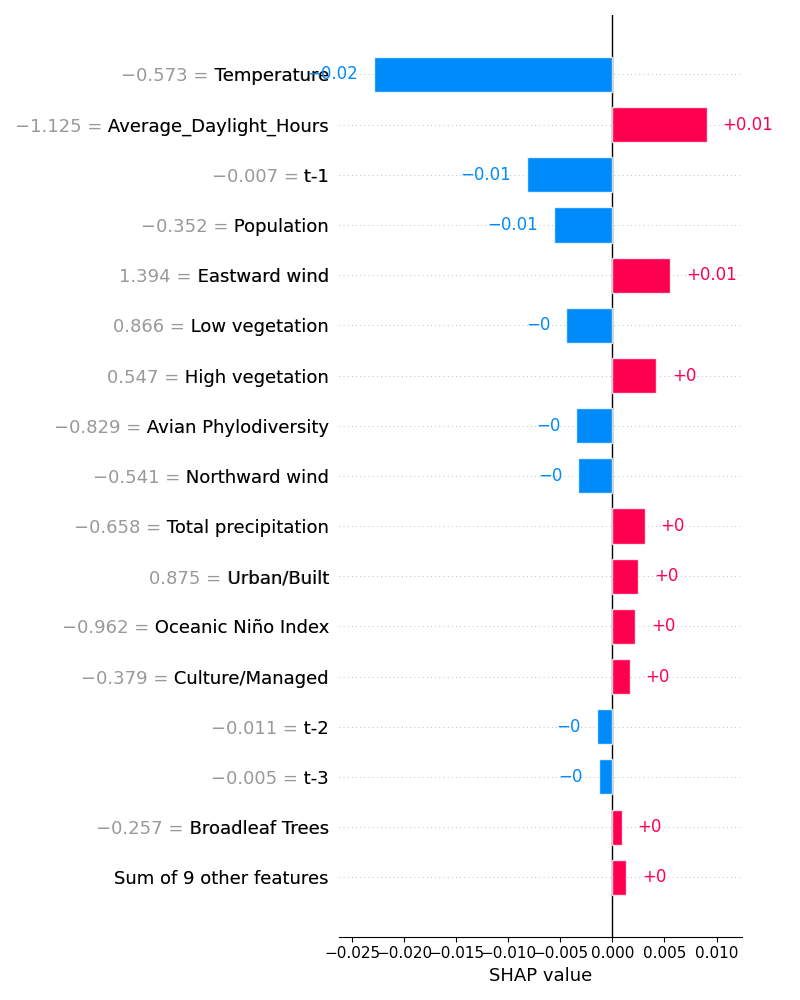 −0.573 = Temperature −0.02
−1.125 = Average_Daylight_Hours +0.01
−0.007 = t-1 −0.01
−0.352 = Population −0.01
1.394 = Eastward wind +0.01
0.866 = Low vegetation −0
0.547 = High vegetation +0
−0.829 = Avian Phylodiversity −0
−0.541 = Northward wind −0
−0.658 = Total precipitation +0
0.875 = Urban/Built +0
−0.962 = Oceanic Niño Index +0
−0.379 = Culture/Managed +0
−0.011 = t-2 −0
−0.005 = t-3 −0
−0.257 = Broadleaf Trees +0
Sum of 9 other features +0
−0.025 −0.020 −0.015 −0.010 −0.005 0.000 0.005 0.010
SHAP value